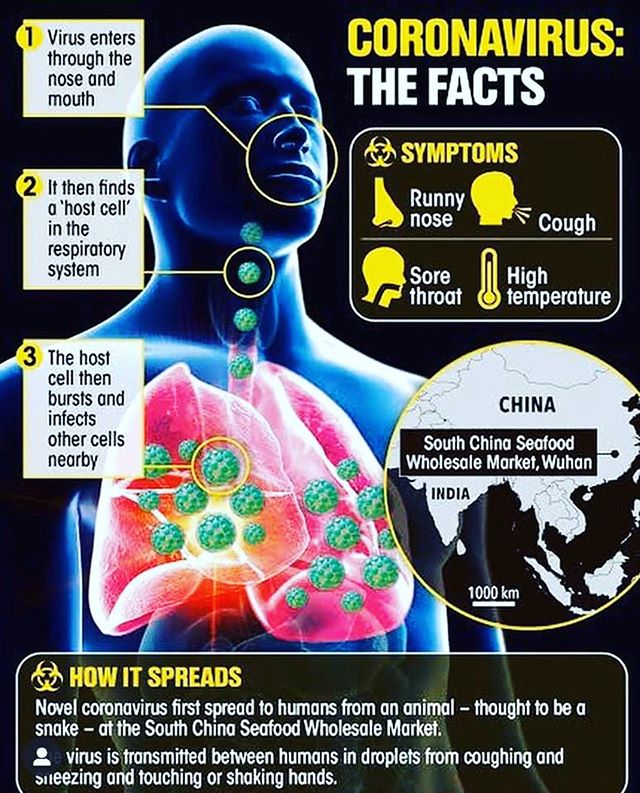 CORONAVIRUS:
THE FACTS
1 Virus enters
through the
nose and
mouth
2 It then finds
a 'host cell'
in the
respiratory
system
3 The host
cell then
bursts and
infects
other cells
nearby
SYMPTOMS
Runny
nose
Cough
Sore
throat
High
temperature
CHINA
South China Seafood
Wholesale Market, Wuhan
INDIA
1000 km
HOW IT SPREADS
Novel coronavirus first spread to humans from an animal – thought to be a
snake – at the South China Seafood Wholesale Market.
virus is transmitted between humans in droplets from coughing and
sneezing and touching or shaking hands.